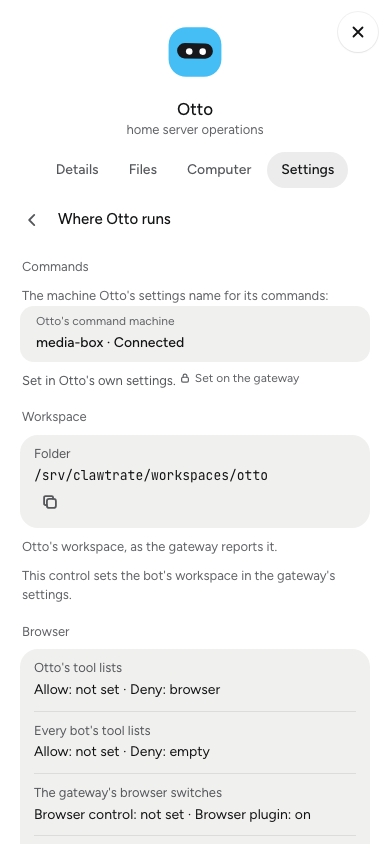 Otto
home server operations
Details Files Computer Settings
Where Otto runs
Commands
The machine Otto's settings name for its commands:
Otto's command machine
media-box · Connected
Set in Otto's own settings. Set on the gateway
Workspace
Folder
/srv/clawtrate/workspaces/otto
Otto's workspace, as the gateway reports it.
This control sets the bot's workspace in the gateway's
settings.
Browser
Otto's tool lists
Allow: not set · Deny: browser
Every bot's tool lists
Allow: not set · Deny: empty
The gateway's browser switches
Browser control: not set · Browser plugin: on